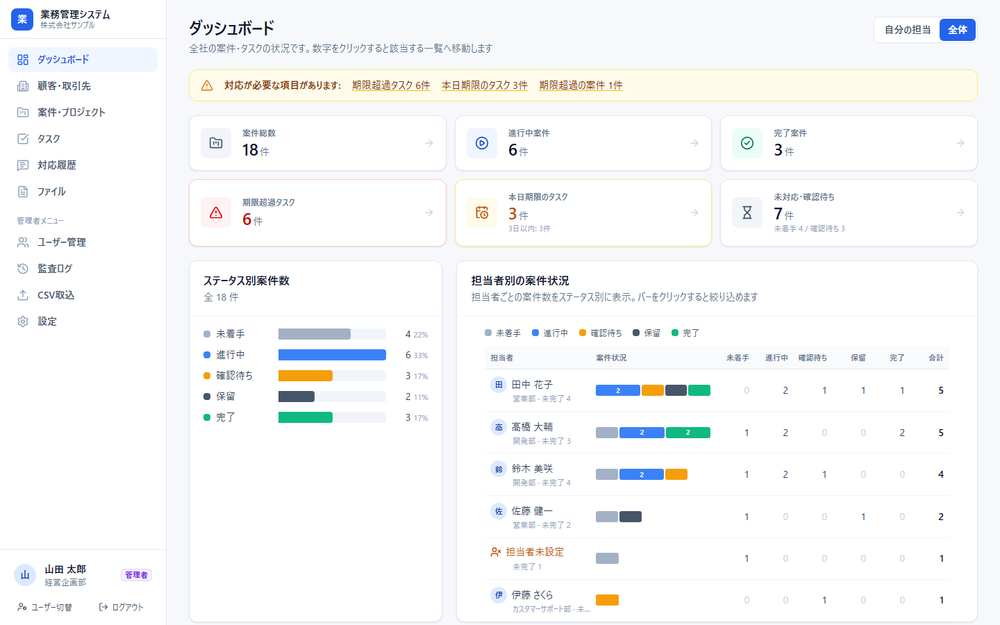 業
業務管理システム
株式会社サンプル
ダッシュボード
顧客・取引先
案件・プロジェクト
タスク
対応履歴
ファイル
管理者メニュー
ユーザー管理
監査ログ
CSV取込
設定
山
山田 太郎
経営企画部
管理者
ユーザー切替
ログアウト
ダッシュボード
全社の案件・タスクの状況です。数字をクリックすると該当する一覧へ移動します
自分の担当 全体
対応が必要な項目があります: 期限超過タスク 6件 本日期限のタスク 3件 期限超過の案件 1件
案件総数
18 件
進行中案件
6 件
完了案件
3 件
期限超過タスク
6 件
本日期限のタスク
3 件
3日以内: 3件
未対応・確認待ち
7 件
未着手 4 / 確認待ち 3
ステータス別案件数
全 18 件
未着手 4 22%
進行中 6 33%
確認待ち 3 17%
保留 2 11%
完了 3 17%
担当者別の案件状況
担当者ごとの案件数をステータス別に表示。バーをクリックすると絞り込めます
未着手 進行中 確認待ち 保留 完了
担当者 案件状況 未着手 進行中 確認待ち 保留 完了 合計
田 田中 花子 2 0 2 1 1 1 5
営業部 · 未完了 4
高 高橋 大輔 2 2 1 2 0 0 2 5
開発部 · 未完了 3
鈴 鈴木 美咲 2 1 2 1 0 0 4
開発部 · 未完了 4
佐 佐藤 健一 1 0 0 1 0 2
営業部 · 未完了 2
担当者未設定 1 0 0 0 0 1
未完了 1
伊 伊藤 さくら 0 0 1 0 0 1
カスタマーサポート部 · 未…